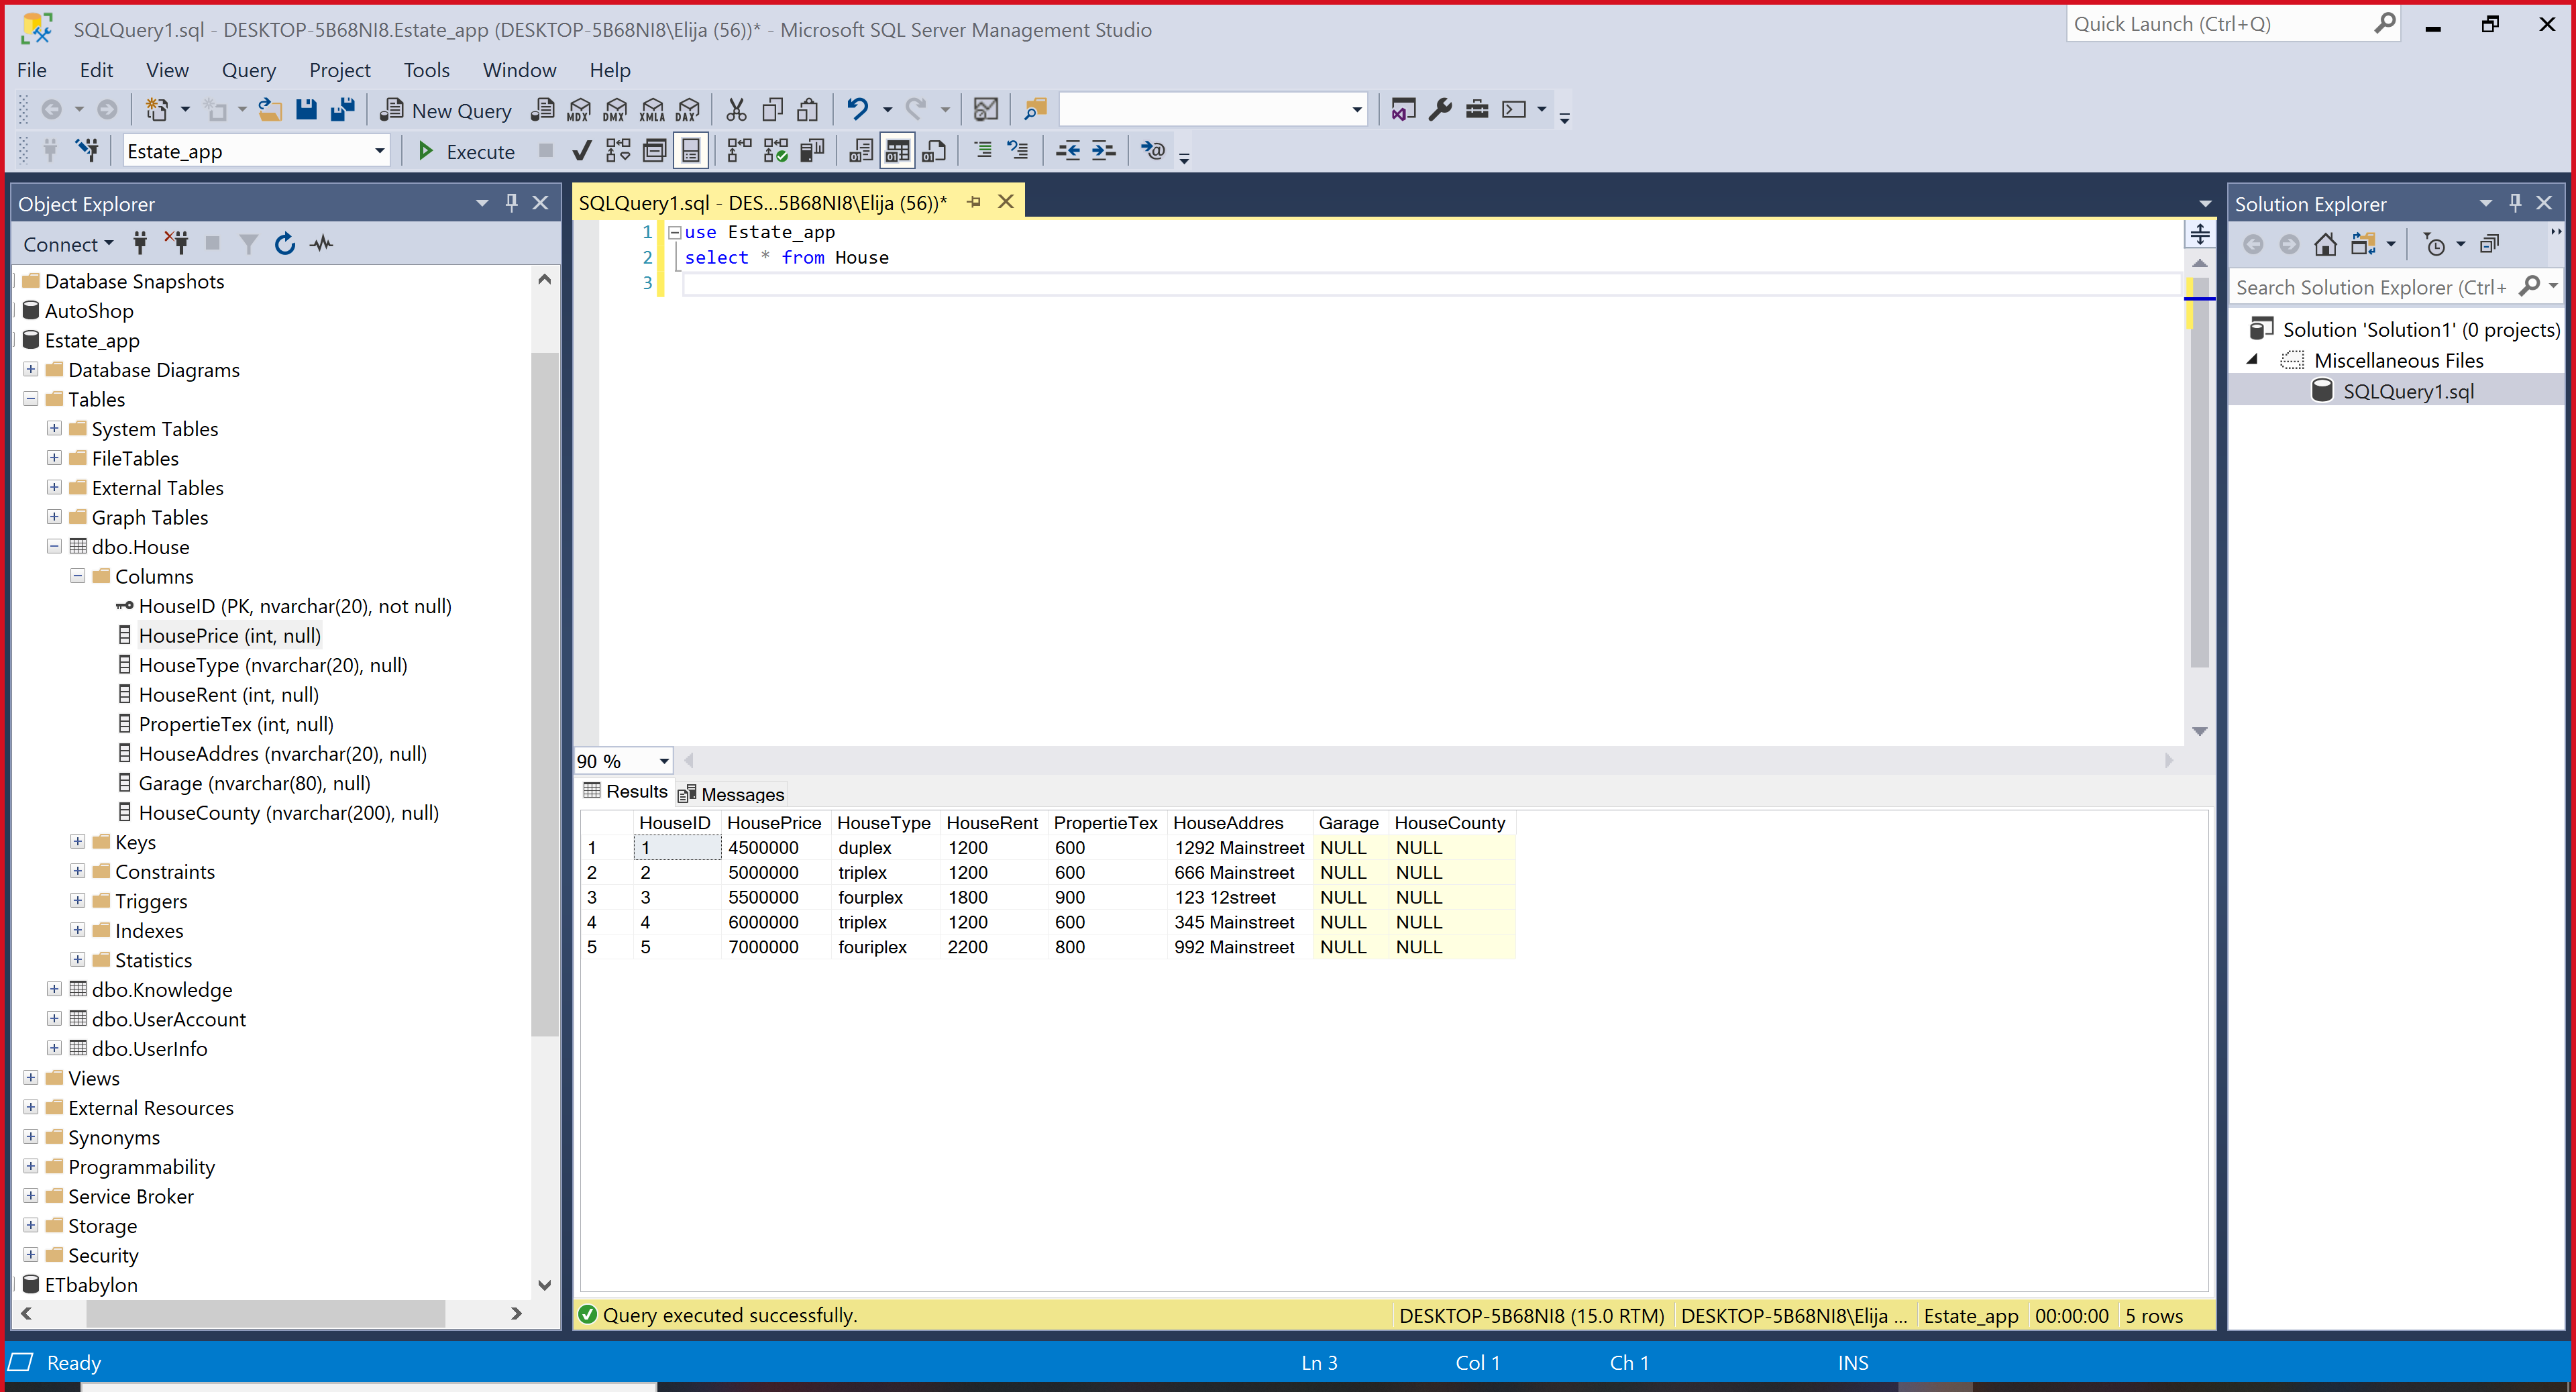 SQLQuery1.sql - DESKTOP-5B68NI8.Estate_app (DESKTOP-5B68NI8\Elija (56))* - Microsoft SQL Server Management Studio
Quick Launch (Ctrl+Q)
File Edit View Query Project Tools Window Help
New Query MDX DMX XMLA DAX
Estate_app Execute
Object Explorer
Connect
Database Snapshots
AutoShop
Estate_app
Database Diagrams
Tables
System Tables
FileTables
External Tables
Graph Tables
dbo.House
Columns
HouseID (PK, nvarchar(20), not null)
HousePrice (int, null)
HouseType (nvarchar(20), null)
HouseRent (int, null)
PropertieTex (int, null)
HouseAddres (nvarchar(20), null)
Garage (nvarchar(80), null)
HouseCounty (nvarchar(200), null)
Keys
Constraints
Triggers
Indexes
Statistics
dbo.Knowledge
dbo.UserAccount
dbo.UserInfo
Views
External Resources
Synonyms
Programmability
Service Broker
Storage
Security
ETbabylon
SQLQuery1.sql - DES...5B68NI8\Elija (56))*
1 use Estate_app
2 select * from House
3
90 %
Results Messages
HouseID HousePrice HouseType HouseRent PropertieTex HouseAddres Garage HouseCounty
1 1 4500000 duplex 1200 600 1292 Mainstreet NULL NULL
2 2 5000000 triplex 1200 600 666 Mainstreet NULL NULL
3 3 5500000 fourplex 1800 900 123 12street NULL NULL
4 4 6000000 triplex 1200 600 345 Mainstreet NULL NULL
5 5 7000000 fouriplex 2200 800 992 Mainstreet NULL NULL
Query executed successfully. DESKTOP-5B68NI8 (15.0 RTM) DESKTOP-5B68NI8\Elija ... Estate_app 00:00:00 5 rows
Solution Explorer
Search Solution Explorer (Ctrl+
Solution 'Solution1' (0 projects)
Miscellaneous Files
SQLQuery1.sql
Ready Ln 3 Col 1 Ch 1 INS